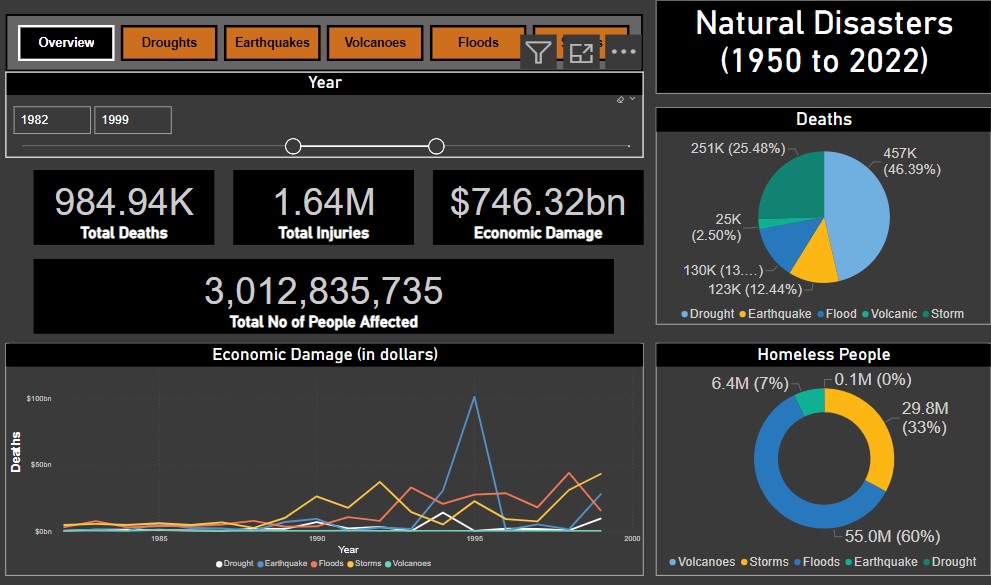 Overview
Droughts
Earthquakes
Volcanoes
Floods
Natural Disasters
(1950 to 2022)
Year
1982
1999
984.94K
Total Deaths
1.64M
Total Injuries
$746.32bn
Economic Damage
3,012,835,735
Total No of People Affected
Deaths
251K (25.48%)
457K
(46.39%)
25K
(2.50%)
130K (13....)
123K (12.44%)
Drought
Earthquake
Flood
Volcanic
Storm
Economic Damage (in dollars)
Deaths
$100bn
$50bn
$0bn
1985
1990
1995
2000
Year
Drought
Earthquake
Floods
Storms
Volcanoes
Homeless People
6.4M (7%)
0.1M (0%)
29.8M
(33%)
55.0M (60%)
Volcanoes
Storms
Floods
Earthquake
Drought